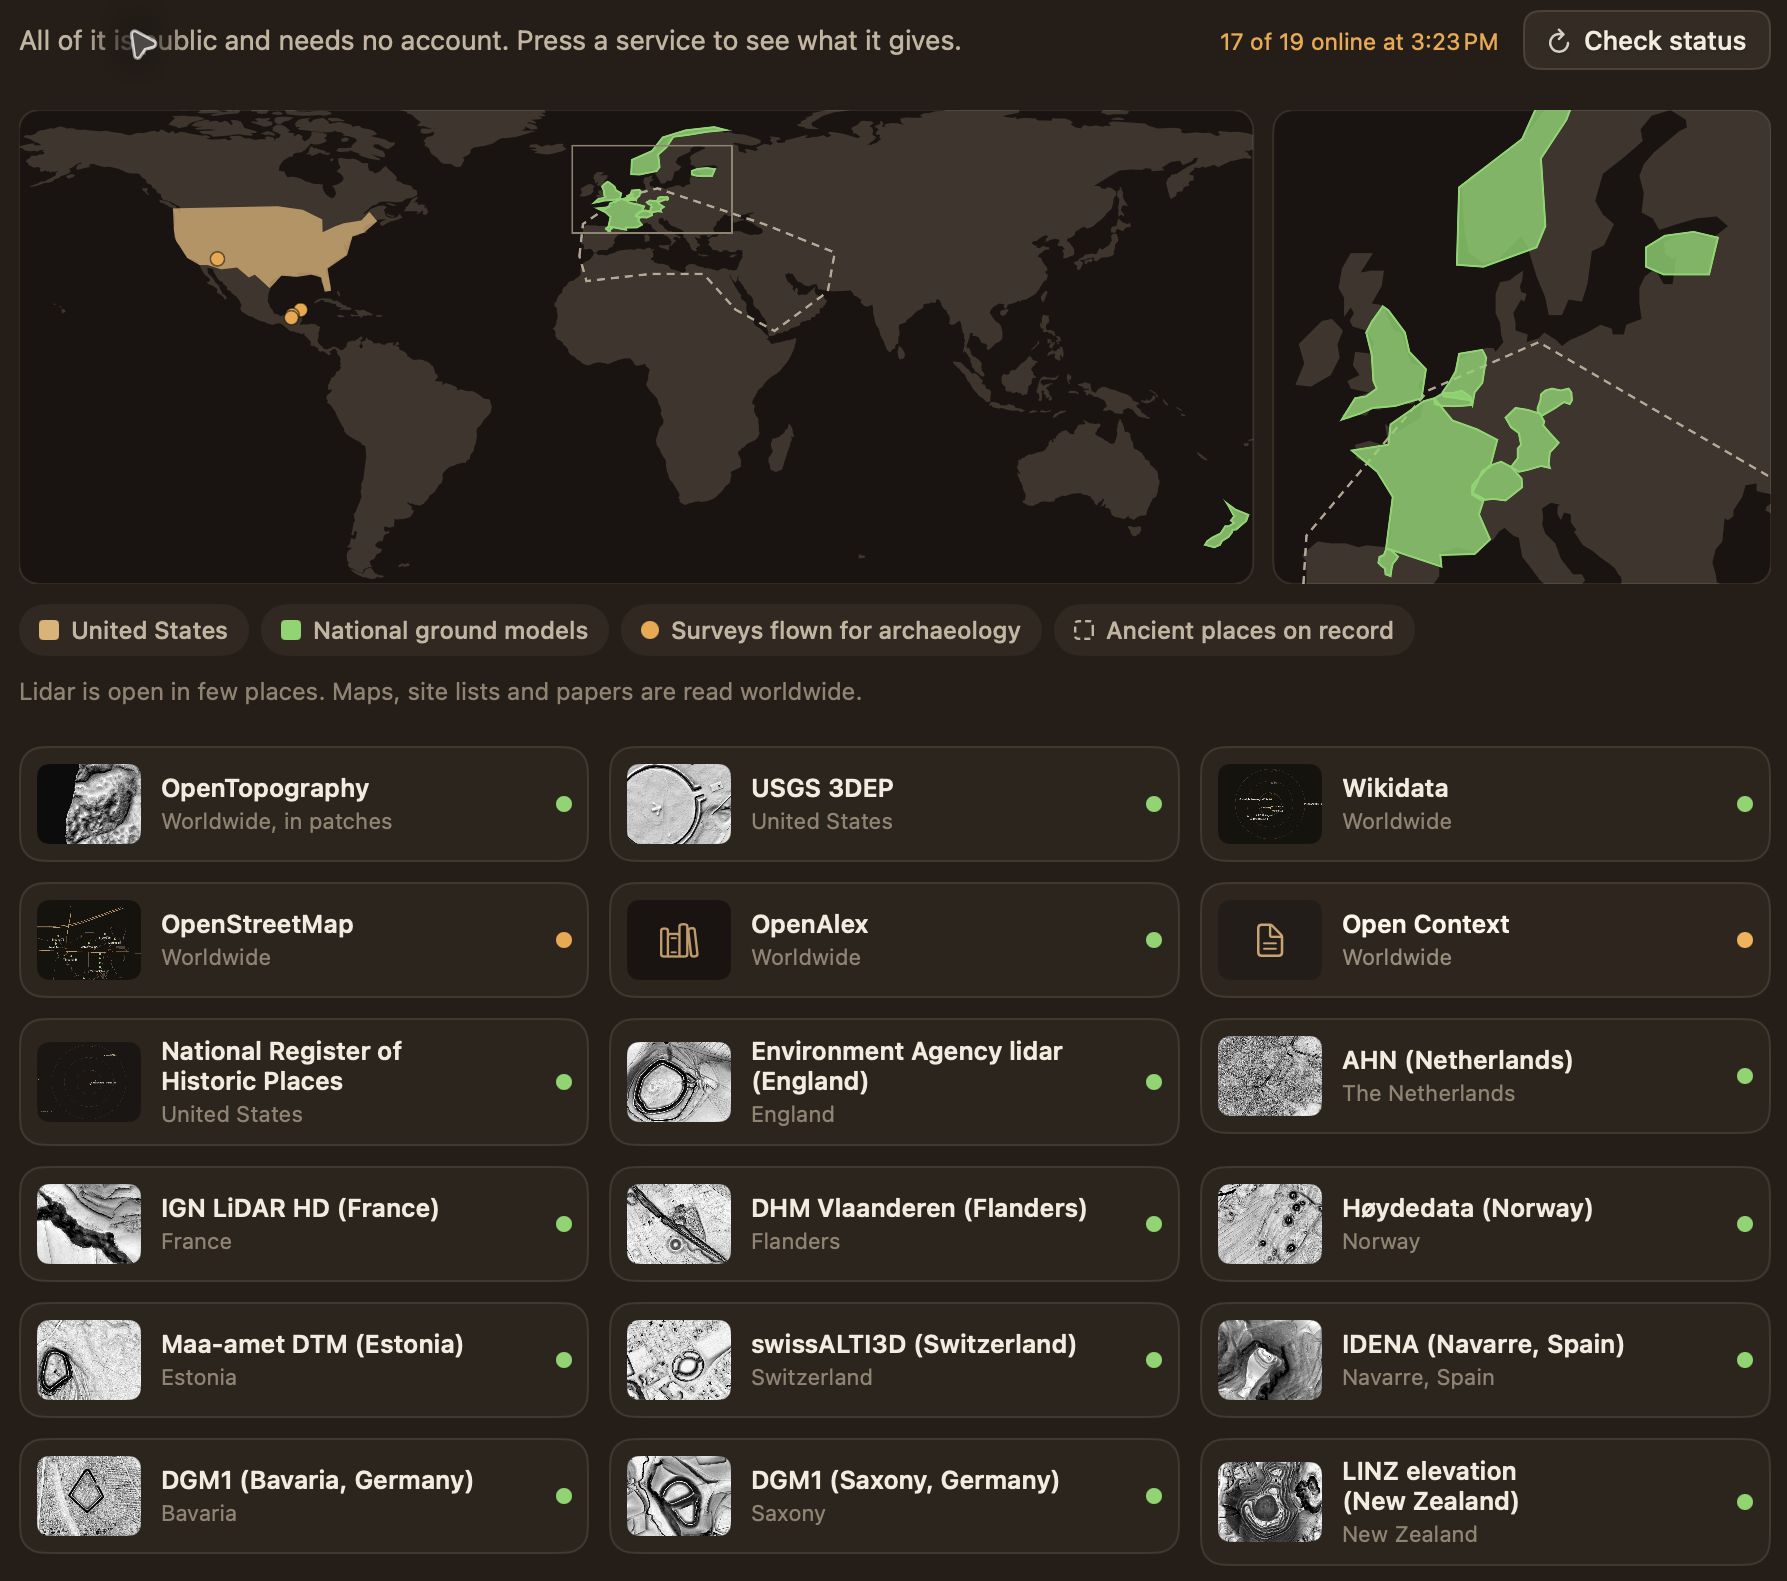 All of it is public and needs no account. Press a service to see what it gives.
17 of 19 online at 3:23 PM
Check status
United States
National ground models
Surveys flown for archaeology
Ancient places on record
Lidar is open in few places. Maps, site lists and papers are read worldwide.
OpenTopography
Worldwide, in patches
USGS 3DEP
United States
Wikidata
Worldwide
OpenStreetMap
Worldwide
OpenAlex
Worldwide
Open Context
Worldwide
National Register of
Historic Places
United States
Environment Agency lidar
(England)
England
AHN (Netherlands)
The Netherlands
IGN LiDAR HD (France)
France
DHM Vlaanderen (Flanders)
Flanders
Høydedata (Norway)
Norway
Maa-amet DTM (Estonia)
Estonia
swissALTI3D (Switzerland)
Switzerland
IDENA (Navarre, Spain)
Navarre, Spain
DGM1 (Bavaria, Germany)
Bavaria
DGM1 (Saxony, Germany)
Saxony
LINZ elevation
(New Zealand)
New Zealand